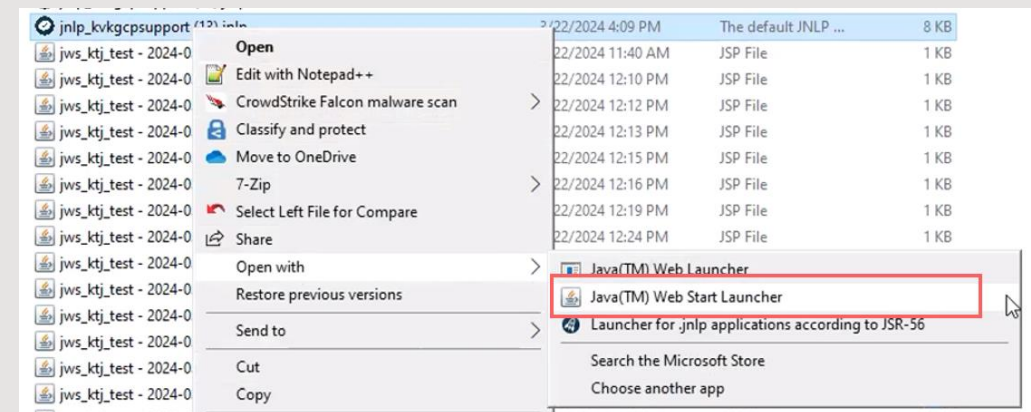 jnlp_kvkgcpsupport (13).jnlp 3/22/2024 4:09 PM The default JNLP ... 8 KB
jws_ktj_test - 2024-0 22/2024 11:40 AM JSP File 1 KB
jws_ktj_test - 2024-0 22/2024 12:10 PM JSP File 1 KB
jws_ktj_test - 2024-0 22/2024 12:12 PM JSP File 1 KB
jws_ktj_test - 2024-0 22/2024 12:13 PM JSP File 1 KB
jws_ktj_test - 2024-0 22/2024 12:15 PM JSP File 1 KB
jws_ktj_test - 2024-0 22/2024 12:16 PM JSP File 1 KB
jws_ktj_test - 2024-0 22/2024 12:19 PM JSP File 1 KB
jws_ktj_test - 2024-0 22/2024 12:24 PM JSP File 1 KB
jws_ktj_test - 2024-0
jws_ktj_test - 2024-0
jws_ktj_test - 2024-0
jws_ktj_test - 2024-0
jws_ktj_test - 2024-0
jws_ktj_test - 2024-0
Open
Edit with Notepad++
CrowdStrike Falcon malware scan
Classify and protect
Move to OneDrive
7-Zip
Select Left File for Compare
Share
Open with
Restore previous versions
Send to
Cut
Copy
Java(TM) Web Launcher
Java(TM) Web Start Launcher
Launcher for .jnlp applications according to JSR-56
Search the Microsoft Store
Choose another app